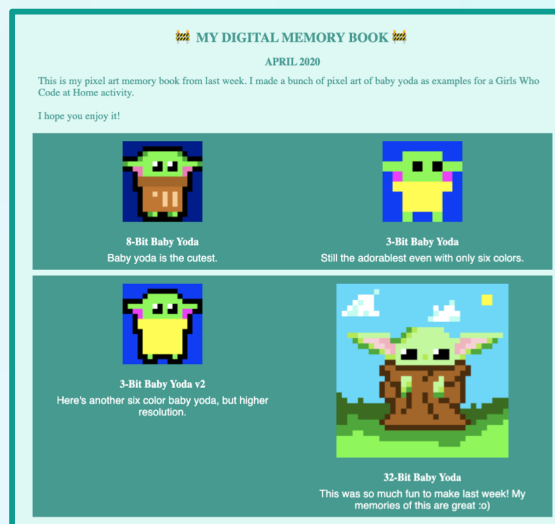 MY DIGITAL MEMORY BOOK
APRIL 2020
This is my pixel art memory book from last week. I made a bunch of pixel art of baby yoda as examples for a Girls Who
Code at Home activity.
I hope you enjoy it!
8-Bit Baby Yoda
Baby yoda is the cutest.
3-Bit Baby Yoda
Still the adorablest even with only six colors.
3-Bit Baby Yoda v2
Here's another six color baby yoda, but higher
resolution.
32-Bit Baby Yoda
This was so much fun to make last week! My
memories of this are great :o)